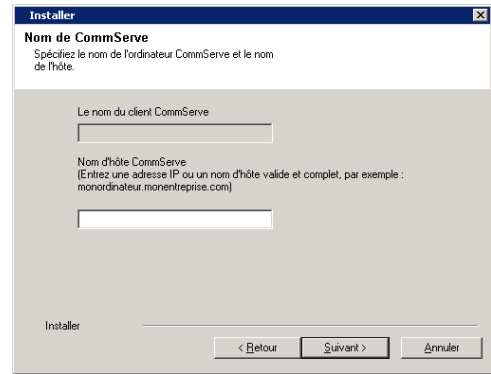 Installer
Nom de CommServe
Spécifiez le nom de l'ordinateur CommServe et le nom
de l'hôte.
Le nom du client CommServe
Nom d'hôte CommServe
(Entrez une adresse IP ou un nom d'hôte valide et complet, par exemple :
monordinateur.monentreprise.com)
Installer
< Retour
Suivant >
Annuler